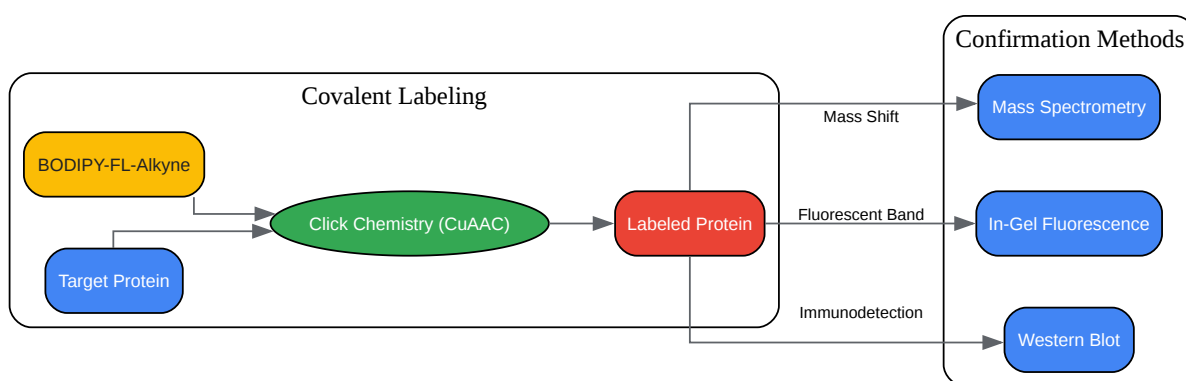 Confirmation Methods
Covalent Labeling
Mass Spectrometry
Mass Shift
BODIPY-FL-Alkyne
Click Chemistry (CuAAC)
Labeled Protein
Fluorescent Band
In-Gel Fluorescence
Target Protein
Immunodetection
Western Blot